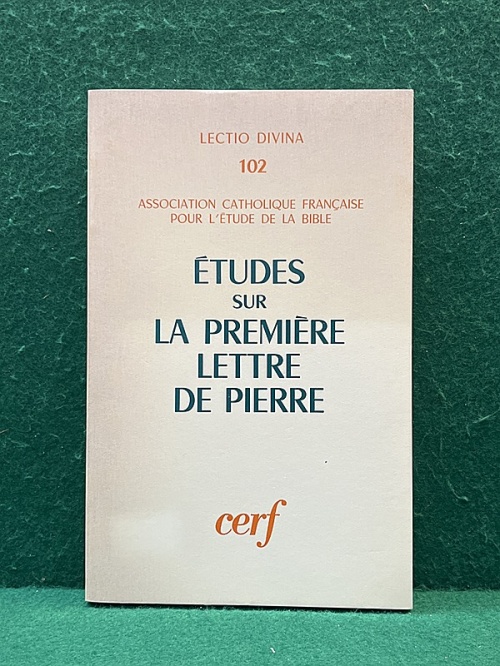 LECTIO DIVINA
102
ASSOCIATION CATHOLIQUE FRANÇAISE
POUR L'ÉTUDE DE LA BIBLE
ÉTUDES
SUR
LA PREMIÈRE
LETTRE
DE PIERRE
cerf